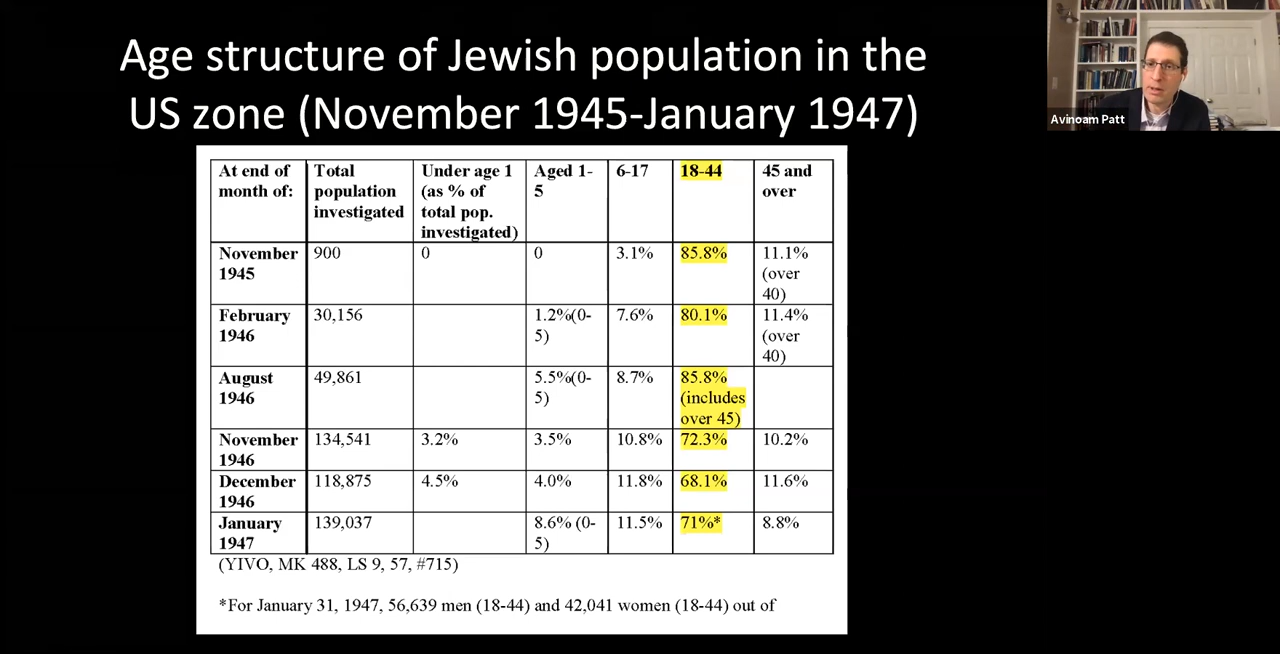 Age structure of Jewish population in the
US zone (November 1945-January 1947)
Avinoam Patt
At end of month of: Total population investigated Under age 1 (as % of total pop. investigated) Aged 1-5 6-17 18-44 45 and over
November 1945 900 0 0 3.1% 85.8% 11.1% (over 40)
February 1946 30,156 1.2%(0-5) 7.6% 80.1% 11.4% (over 40)
August 1946 49,861 5.5%(0-5) 8.7% 85.8% (includes over 45)
November 1946 134,541 3.2% 3.5% 10.8% 72.3% 10.2%
December 1946 118,875 4.5% 4.0% 11.8% 68.1% 11.6%
January 1947 139,037 8.6% (0-5) 11.5% 71%* 8.8%
(YIVO, MK 488, LS 9, 57, #715)
*For January 31, 1947, 56,639 men (18-44) and 42,041 women (18-44) out of